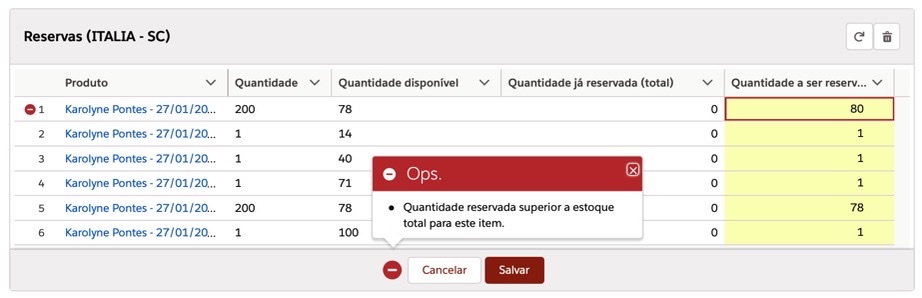 Reservas (ITALIA - SC)
Produto Quantidade Quantidade disponível Quantidade já reservada (total) Quantidade a ser reserv...
1 Karolyne Pontes - 27/01/20... 200 78 0 80
2 Karolyne Pontes - 27/01/20... 1 14 0 1
3 Karolyne Pontes - 27/01/20... 1 40 0 1
4 Karolyne Pontes - 27/01/20... 1 71 0 1
5 Karolyne Pontes - 27/01/20... 200 78 0 78
6 Karolyne Pontes - 27/01/20... 1 100 0 1
Ops.
Quantidade reservada superior a estoque
total para este item.
Cancelar Salvar